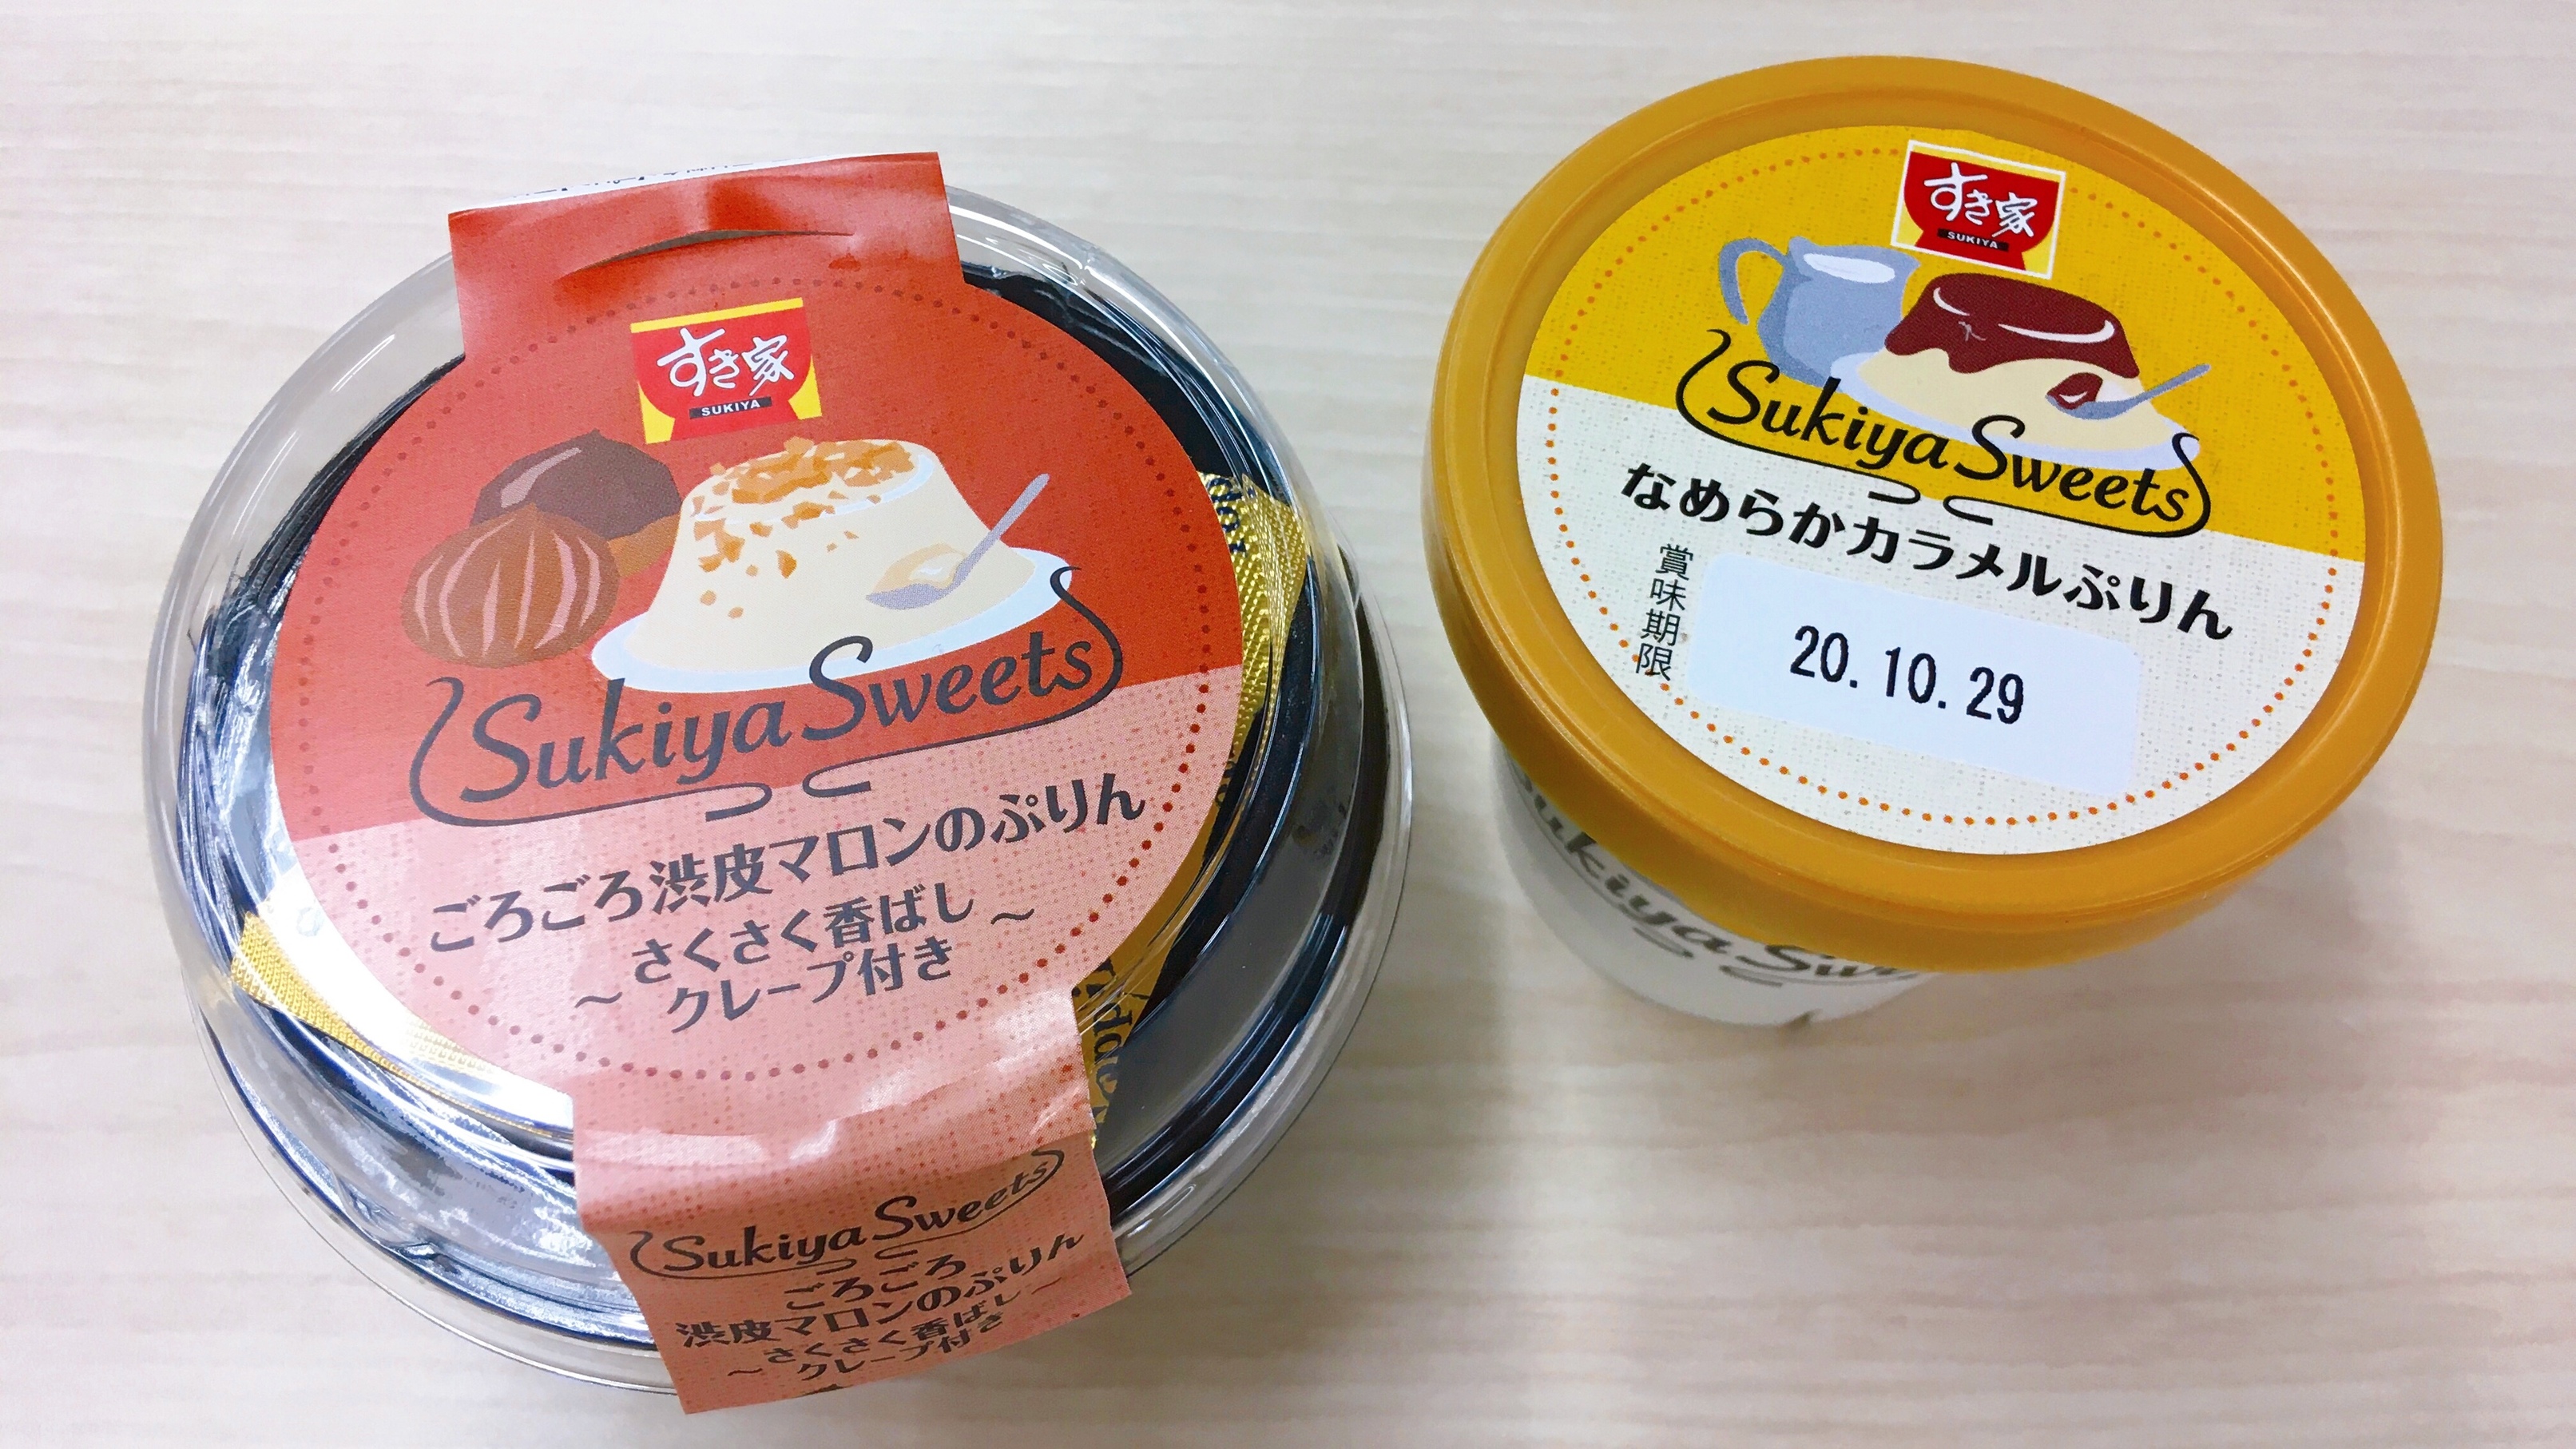 すき家
SUKIYA
Sukiya Sweets
ごろごろ渋皮マロンのぷりん
～さくさく香ばし～
クレープ付き
Sukiya Sweets
ごろごろ
渋皮マロンのぷりん
～さくさく香ばし～
クレープ付き
すき家
SUKIYA
Sukiya Sweets
なめらかカラメルぷりん
賞味期限
20.10.29
Sukiya